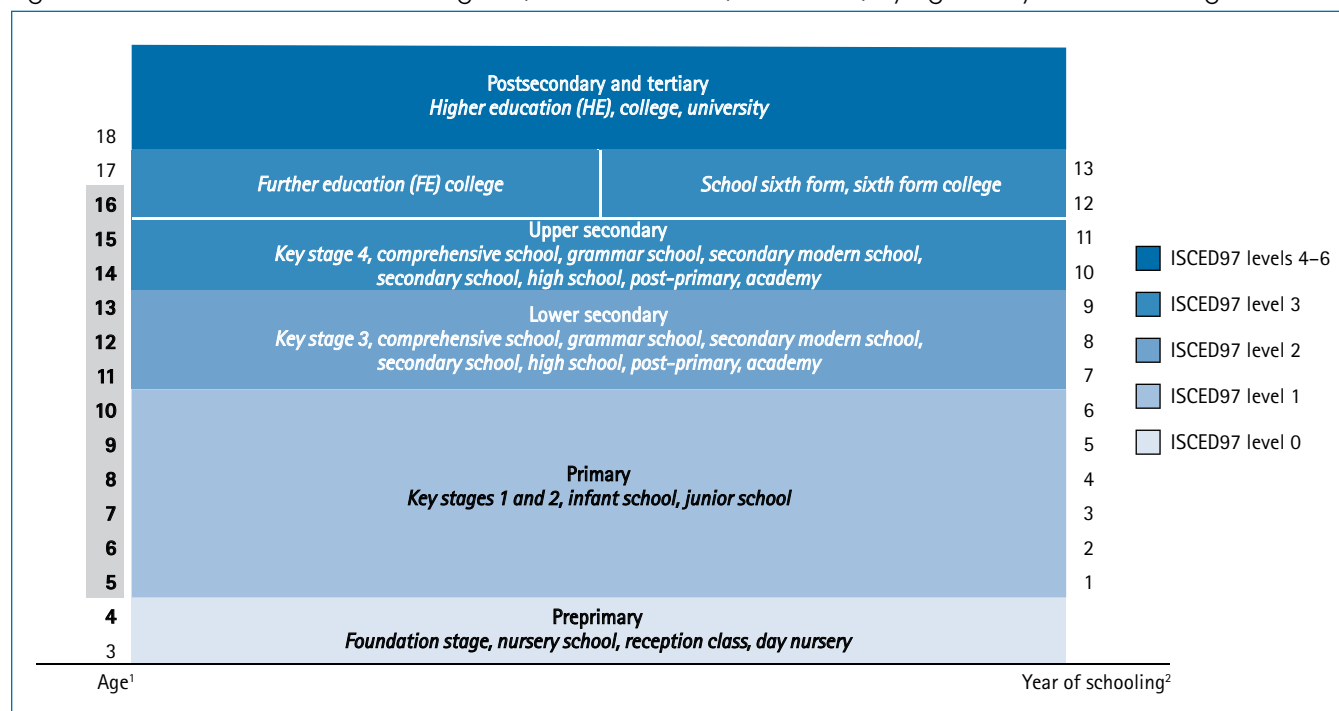 Postsecondary and tertiary
Higher education (HE), college, university
18
17
13
Further education (FE) college
School sixth form, sixth form college
16
12
Upper secondary
15
11
Key stage 4, comprehensive school, grammar school, secondary modern school,
14
10
secondary school, high school, post-primary, academy
ISCED97 levels 4–6
13
9
ISCED97 level 3
Lower secondary
12
8
Key stage 3, comprehensive school, grammar school, secondary modern school,
ISCED97 level 2
secondary school, high school, post-primary, academy
11
7
ISCED97 level 1
10
6
9
5
ISCED97 level 0
8
4
Primary
Key stages 1 and 2, infant school, junior school
7
3
6
2
5
1
4
Preprimary
Foundation stage, nursery school, reception class, day nursery
3
Age¹
Year of schooling²